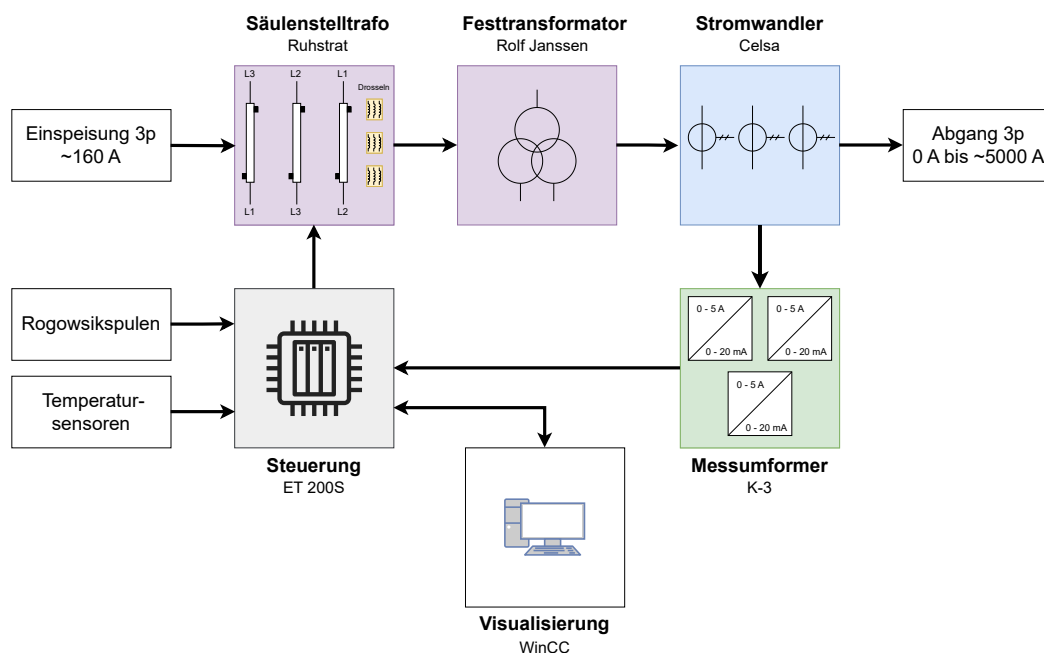 Säulenstelltrafo
Ruhstrat
Festtransformator
Rolf Janssen
Stromwandler
Celsa
L3
L2
L1
Drosseln
L1
L3
L2
Einspeisung 3p
~160 A
Abgang 3p
0 A bis ~5000 A
Rogowsikspulen
Temperatur-
sensoren
0 - 5 A
0 - 20 mA
0 - 5 A
0 - 20 mA
0 - 5 A
0 - 20 mA
Steuerung
ET 200S
Messumformer
K-3
Visualisierung
WinCC